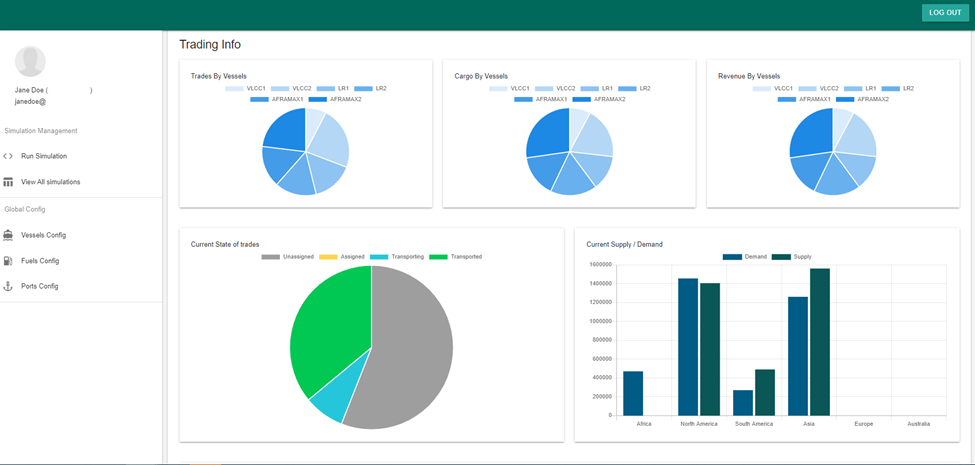 LOG OUT
Jane Doe ( )
janedoe@
Simulation Management
Run Simulation
View All simulations
Global Config
Vessels Config
Fuels Config
Ports Config
Trading Info
Trades By Vessels
VLCC1 VLCC2 LR1 LR2
AFRAMAX1 AFRAMAX2
Cargo By Vessels
VLCC1 VLCC2 LR1 LR2
AFRAMAX1 AFRAMAX2
Revenue By Vessels
VLCC1 VLCC2 LR1 LR2
AFRAMAX1 AFRAMAX2
Current State of trades
Unassigned Assigned Transporting Transported
Current Supply / Demand
Demand Supply
1600000
1400000
1200000
1000000
800000
600000
400000
200000
0
Africa North America South America Asia Europe Australia